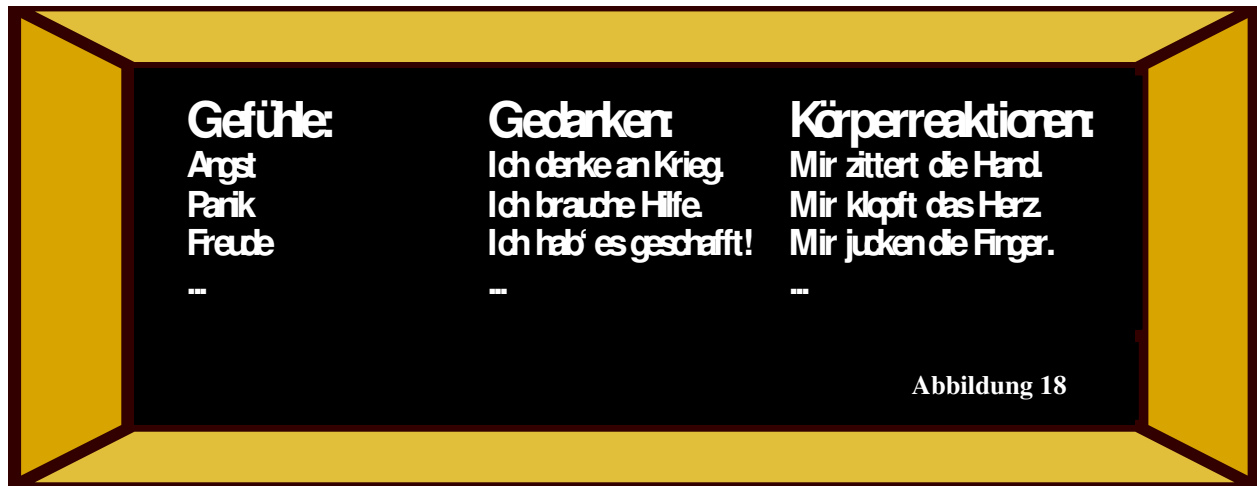 Gefühle: Gedanken: Körperreaktionen:
Angst Ich denke an Krieg. Mir zittert die Hand.
Panik Ich brauche Hilfe. Mir klopft das Herz.
Freude Ich hab‘ es geschafft! Mir jucken die Finger.
... ... ...
Abbildung 18